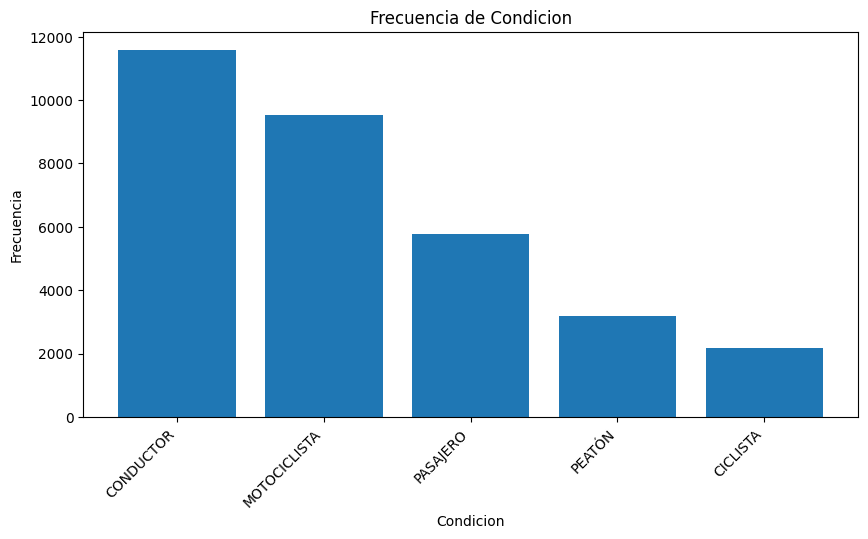 Frecuencia de Condicion
12000
10000
8000
6000
4000
2000
0
Frecuencia
CONDUCTOR
MOTOCICLISTA
PASAJERO
PEATÓN
CICLISTA
Condicion